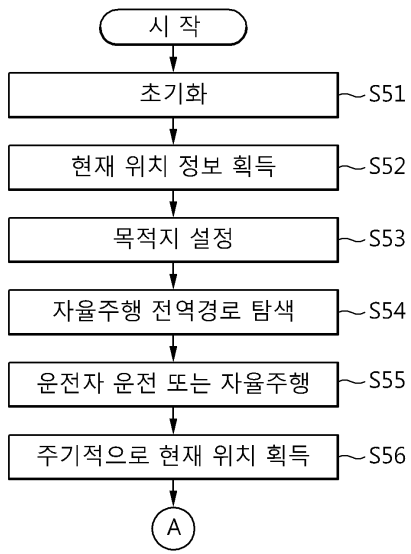 시 작
초기화 S51
현재 위치 정보 획득 S52
목적지 설정 S53
자율주행 전역경로 탐색 S54
운전자 운전 또는 자율주행 S55
주기적으로 현재 위치 획득 S56
A